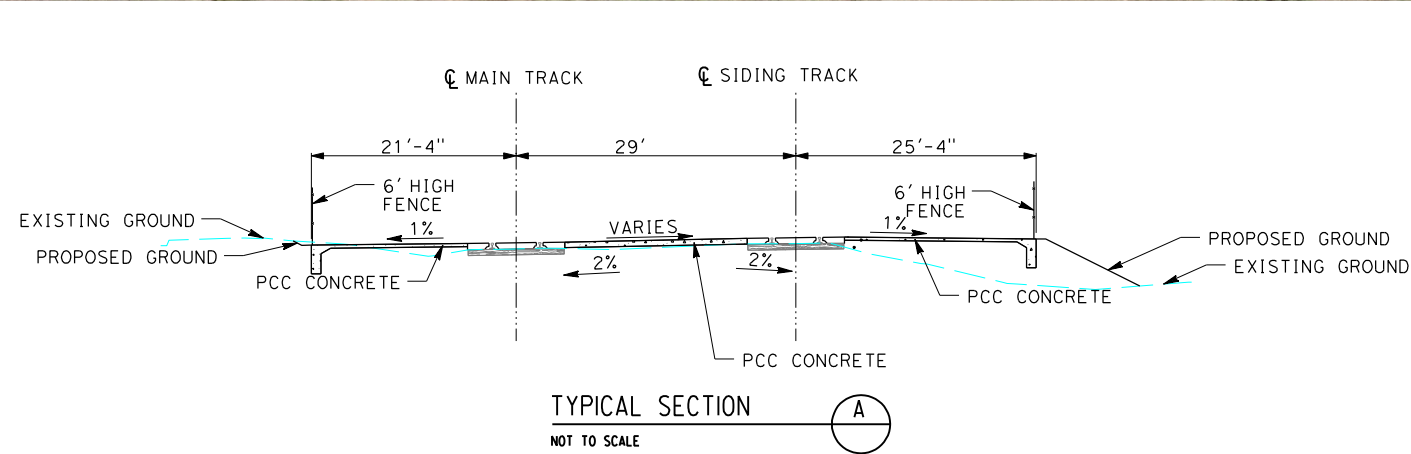 ℄ MAIN TRACK
℄ SIDING TRACK
21'-4"
29'
25'-4"
6' HIGH
FENCE
6' HIGH
FENCE
EXISTING GROUND
PROPOSED GROUND
1%
VARIES
1%
PROPOSED GROUND
EXISTING GROUND
2%
2%
PCC CONCRETE
PCC CONCRETE
PCC CONCRETE
TYPICAL SECTION
A
NOT TO SCALE